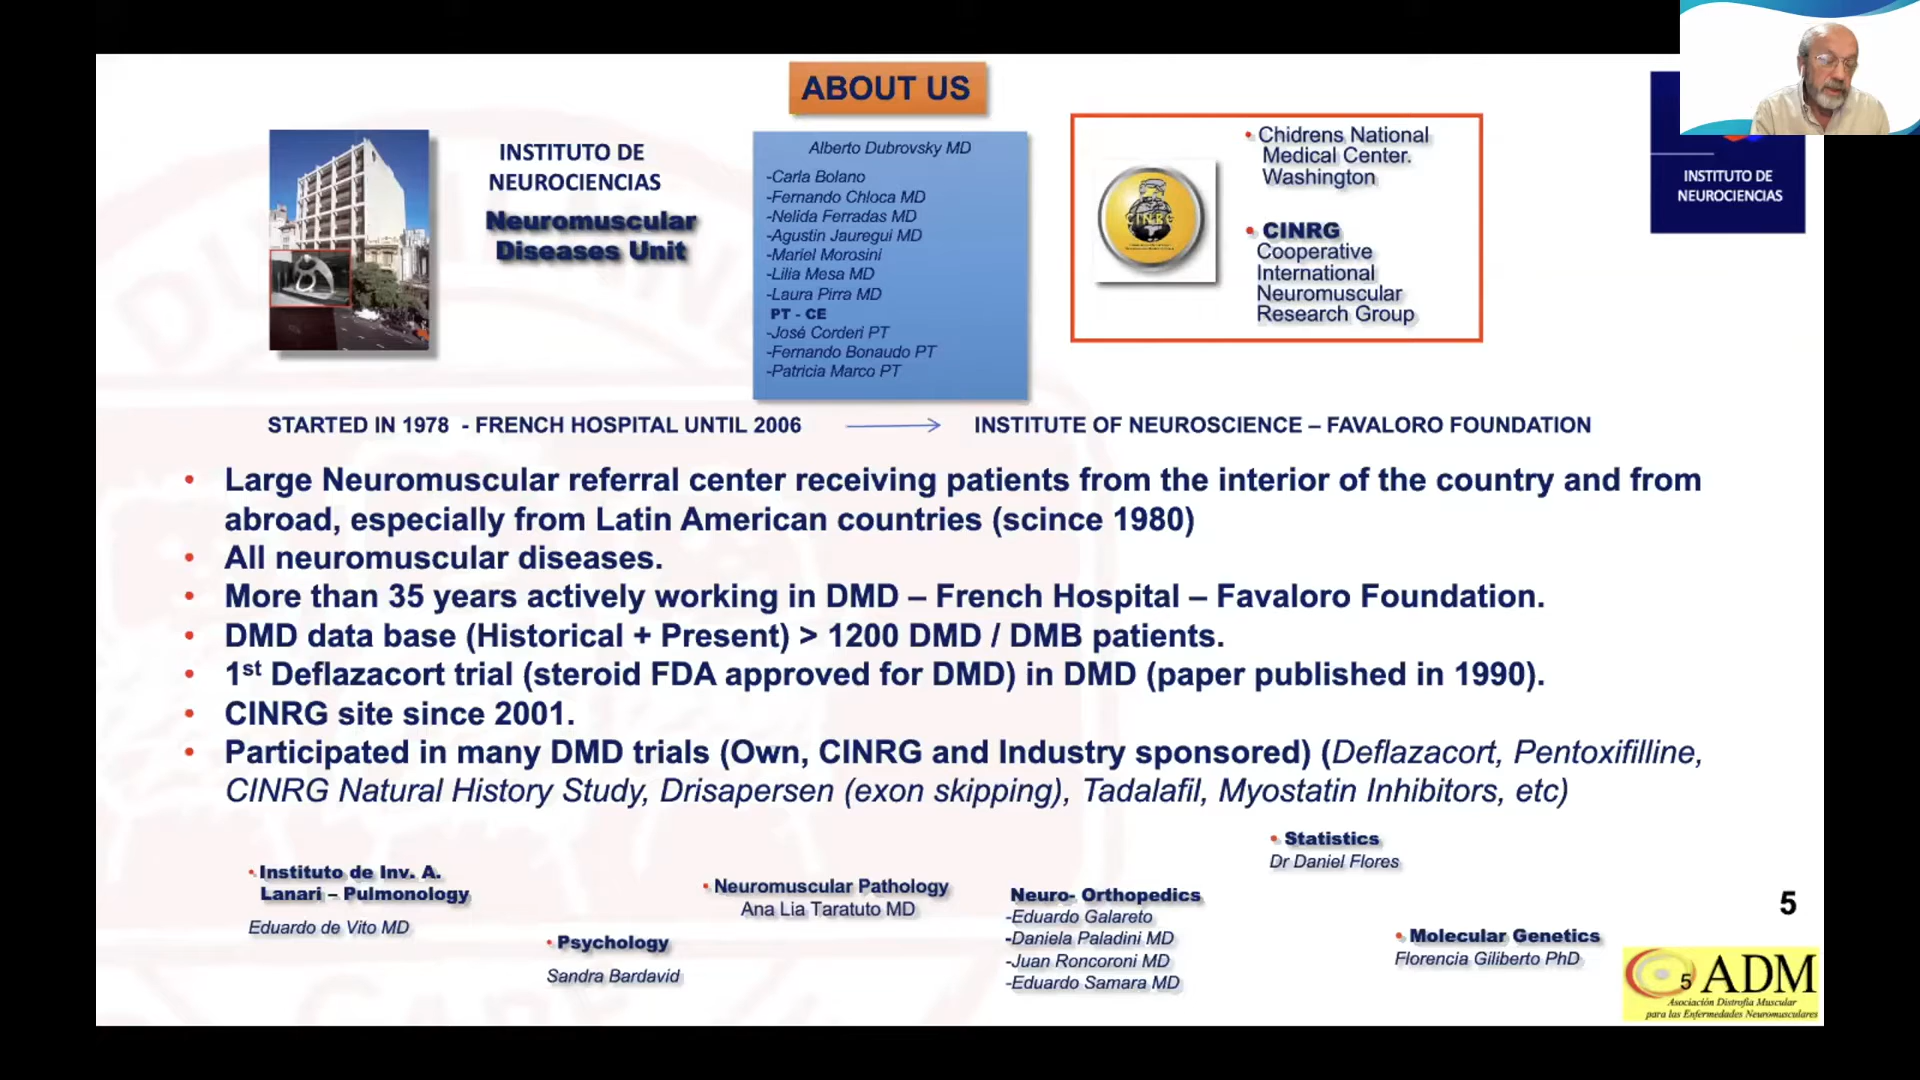 ABOUT US
INSTITUTO DE
NEUROCIENCIAS
Neuromuscular
Diseases Unit
Alberto Dubrovsky MD
-Carla Bolano
-Fernando Chloca MD
-Nelida Ferradas MD
-Agustin Jauregui MD
-Mariel Morosini
-Lilia Mesa MD
-Laura Pirra MD
PT - CE
-José Corderi PT
-Fernando Bonaudo PT
-Patricia Marco PT
CINRG
• Chidrens National
Medical Center.
Washington
• CINRG
Cooperative
International
Neuromuscular
Research Group
INSTITUTO DE
NEUROCIENCIAS
STARTED IN 1978 - FRENCH HOSPITAL UNTIL 2006 → INSTITUTE OF NEUROSCIENCE – FAVALORO FOUNDATION
• Large Neuromuscular referral center receiving patients from the interior of the country and from
abroad, especially from Latin American countries (scince 1980)
• All neuromuscular diseases.
• More than 35 years actively working in DMD – French Hospital – Favaloro Foundation.
• DMD data base (Historical + Present) > 1200 DMD / DMB patients.
• 1st Deflazacort trial (steroid FDA approved for DMD) in DMD (paper published in 1990).
• CINRG site since 2001.
• Participated in many DMD trials (Own, CINRG and Industry sponsored) (Deflazacort, Pentoxifilline,
CINRG Natural History Study, Drisapersen (exon skipping), Tadalafil, Myostatin Inhibitors, etc)
• Instituto de Inv. A.
Lanari – Pulmonology
Eduardo de Vito MD
• Psychology
Sandra Bardavid
• Neuromuscular Pathology
Ana Lia Taratuto MD
Neuro- Orthopedics
-Eduardo Galareto
-Daniela Paladini MD
-Juan Roncoroni MD
-Eduardo Samara MD
• Statistics
Dr Daniel Flores
• Molecular Genetics
Florencia Giliberto PhD
5
5
ADM
Asociación Distrofia Muscular
para las Enfermedades Neuromusculares